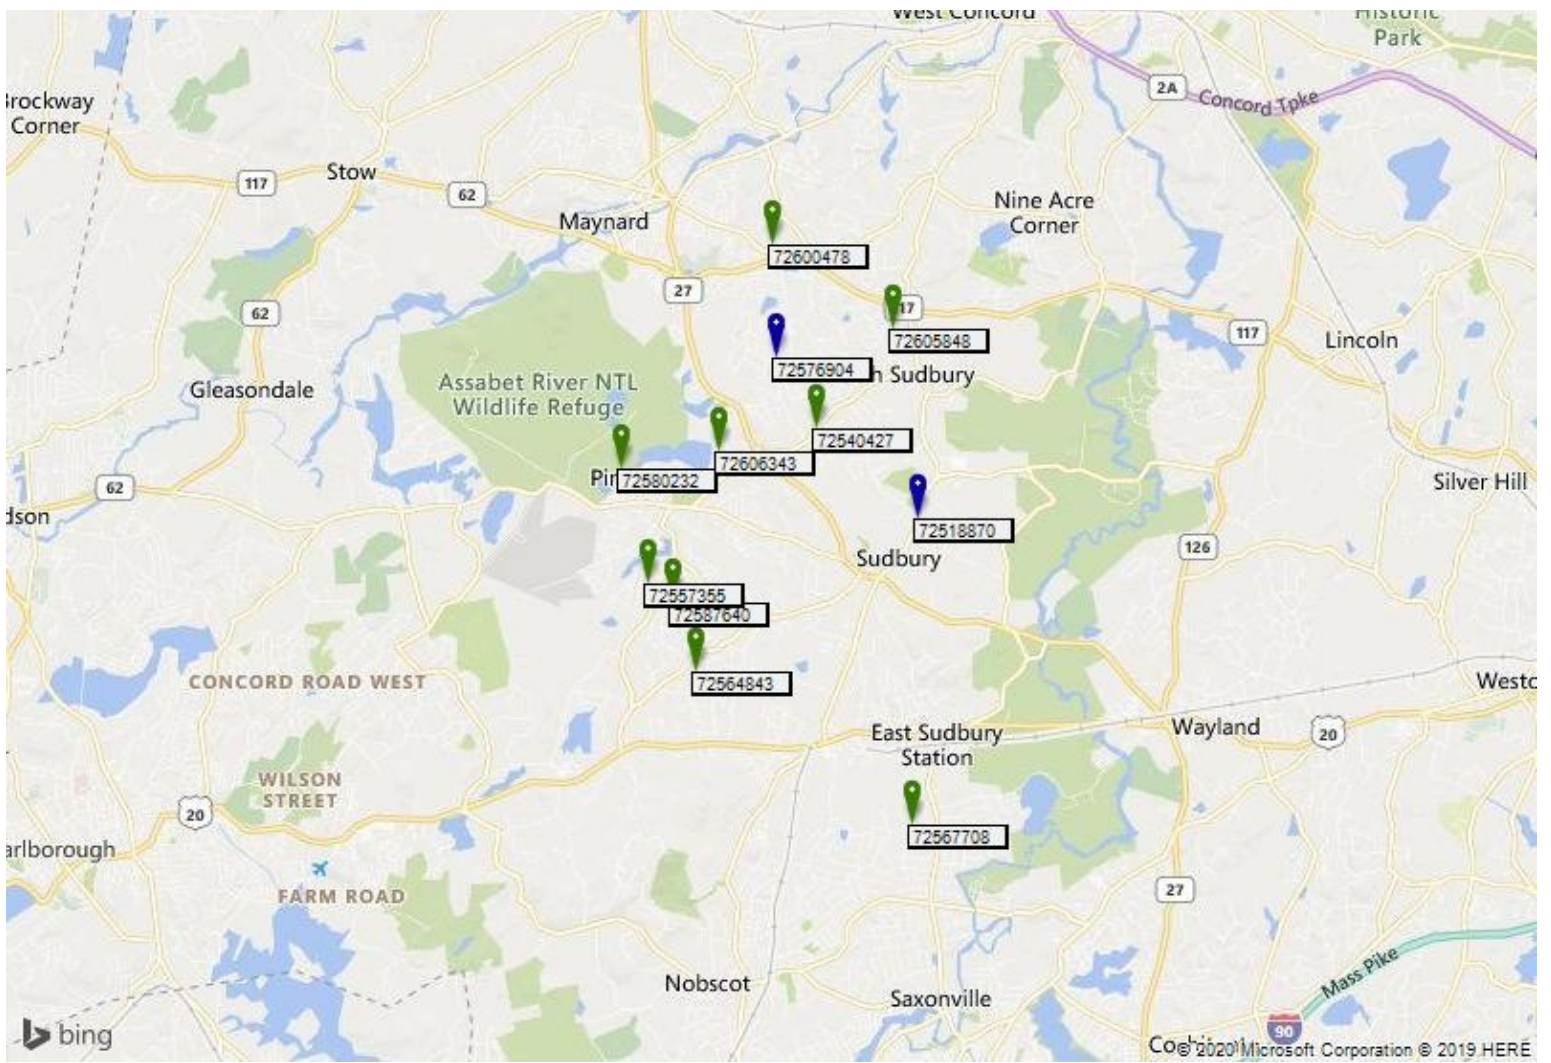 West Concord
Historic
Park
2A
Concord Tpke
Brockway
Corner
Stow
117
62
Maynard
Nine Acre
Corner
72600478
27
117
62
72605848
117
Lincoln
72576904
h Sudbury
Gleasondale
Assabet River NTL
Wildlife Refuge
72540427
72606343
Pin
72580232
62
Silver Hill
dson
72518870
126
Sudbury
72557355
72587640
72564843
CONCORD ROAD WEST
Westo
East Sudbury
Station
Wayland
20
WILSON
STREET
20
72567708
arlborough
FARM ROAD
27
Nobscot
Saxonville
Mass Pike
90
bing
© 2020 Microsoft Corporation © 2019 HERE